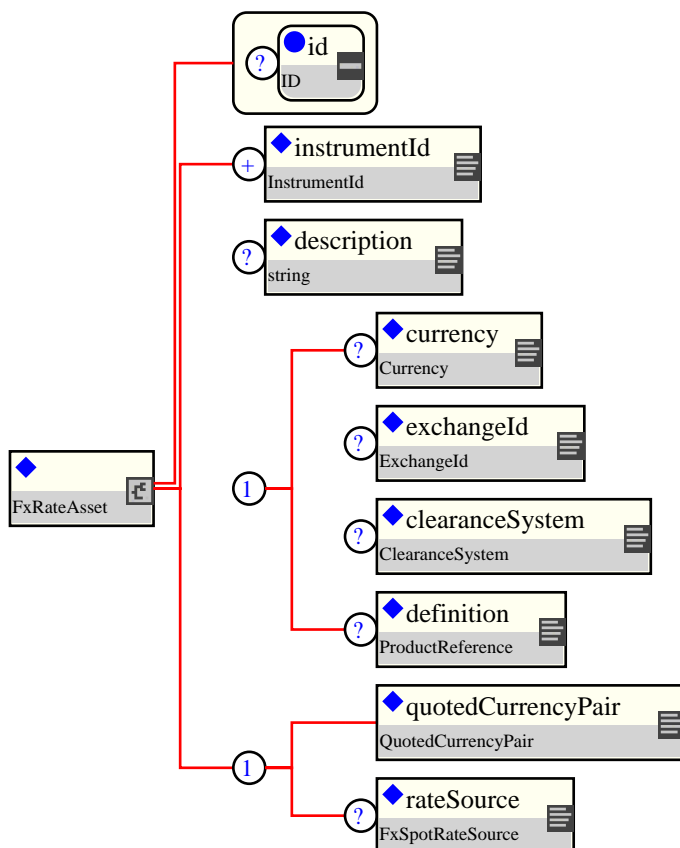 ? id
ID
+ instrumentId
InstrumentId
? description
string
? currency
Currency
? exchangeId
ExchangeId
FxRateAsset
1
? clearanceSystem
ClearanceSystem
? definition
ProductReference
quotedCurrencyPair
QuotedCurrencyPair
1
? rateSource
FxSpotRateSource